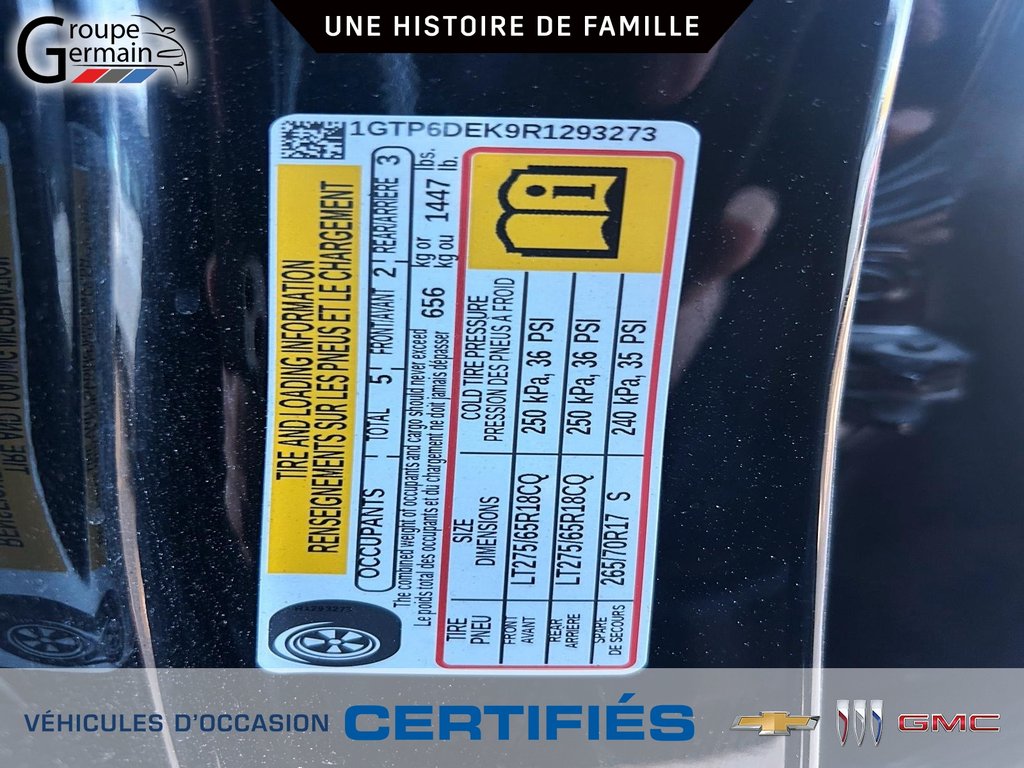 Groupe
Germain
UNE HISTOIRE DE FAMILLE
1GTP6DEK9R1293273
TIRE AND LOADING INFORMATION
RENSEIGNEMENTS SUR LES PNEUS ET LE CHARGEMENT
OCCUPANTS TOTAL 5 FRONT/AVANT 2 REAR/ARRIÈRE 3
The combined weight of occupants and cargo should never exceed 656 kg or 1447 lbs.
Le poids total des occupants et du chargement ne doit jamais dépasser kg ou lb.
TIRE SIZE COLD TIRE PRESSURE
PNEU DIMENSIONS PRESSION DES PNEUS A FROID
FRONT
AVANT LT275/65R18CQ 250 kPa, 36 PSI
REAR
ARRIÈRE LT275/65R18CQ 250 kPa, 36 PSI
SPARE
DE SECOURS 265/70R17 S 240 kPa, 35 PSI
R1293273
VÉHICULES D'OCCASION CERTIFIÉS
GMC